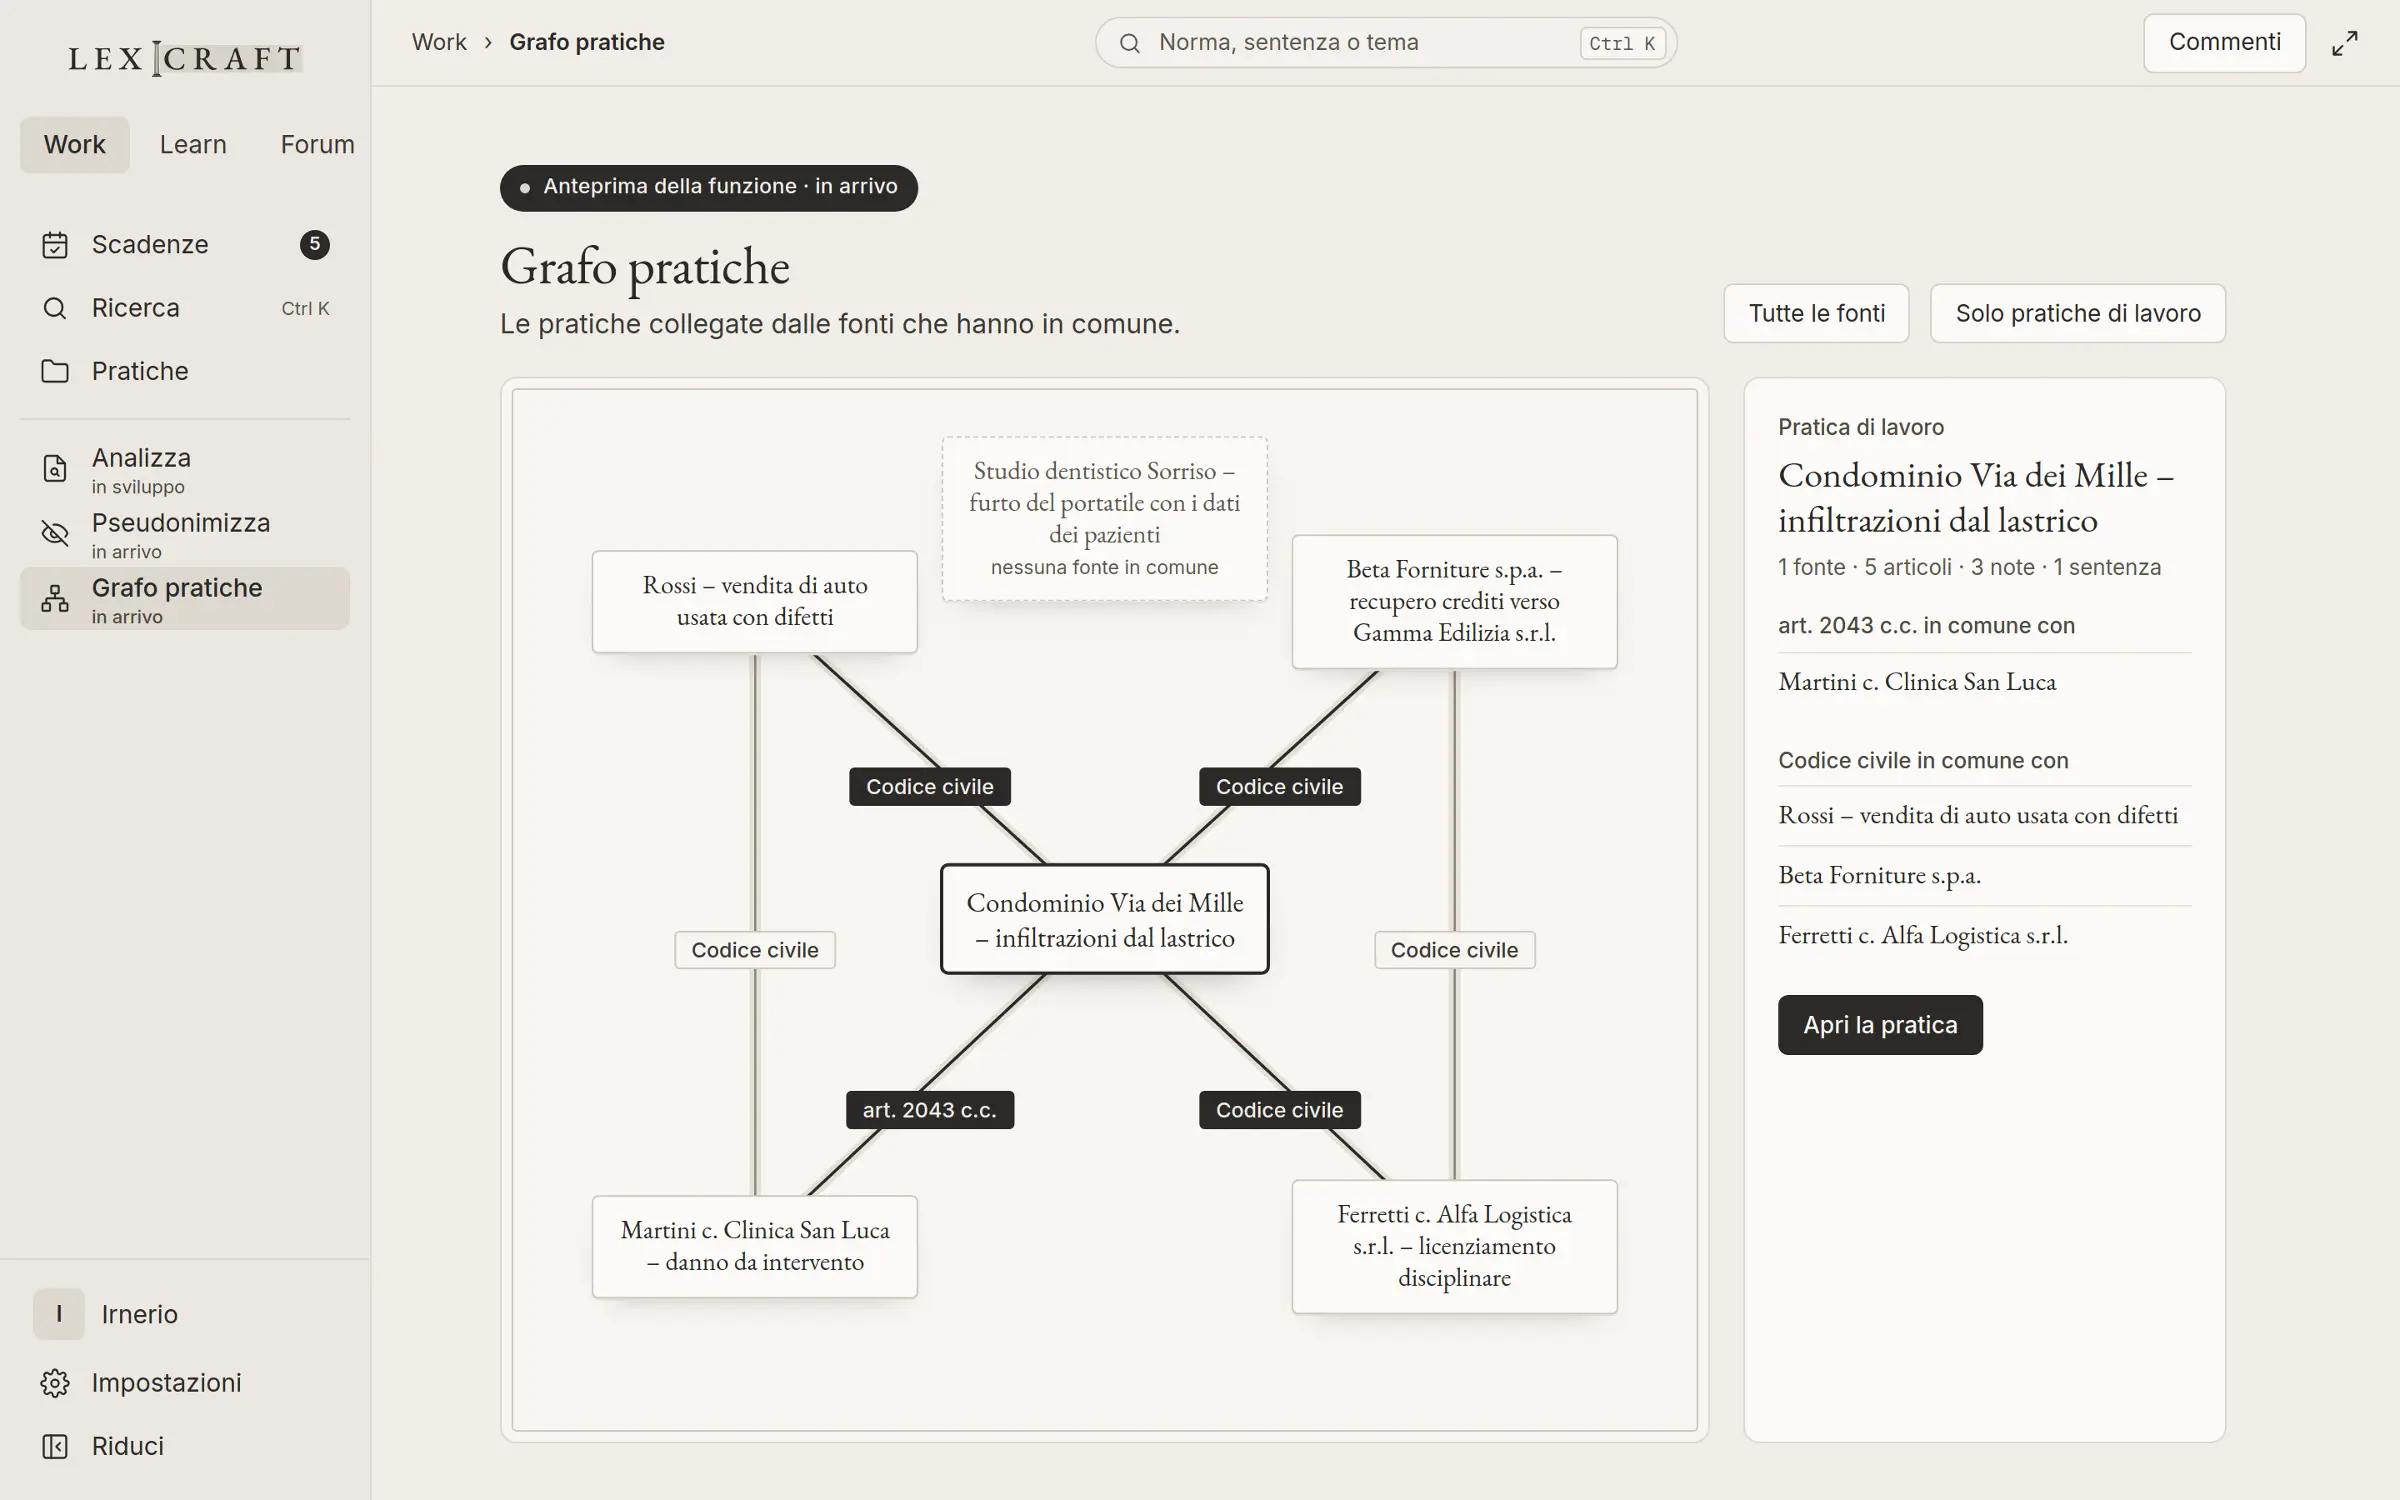 LEXCRAFT
Work
Learn
Forum
Scadenze
5
Ricerca
Ctrl K
Pratiche
Analizza
in sviluppo
Pseudonimizza
in arrivo
Grafo pratiche
in arrivo
I
Irnerio
Impostazioni
Riduci
Work › Grafo pratiche
Norma, sentenza o tema
Ctrl K
Commenti
Anteprima della funzione · in arrivo
Grafo pratiche
Le pratiche collegate dalle fonti che hanno in comune.
Tutte le fonti
Solo pratiche di lavoro
Studio dentistico Sorriso –
furto del portatile con i dati
dei pazienti
nessuna fonte in comune
Rossi – vendita di auto
usata con difetti
Beta Forniture s.p.a. –
recupero crediti verso
Gamma Edilizia s.r.l.
Codice civile
Codice civile
Condominio Via dei Mille
– infiltrazioni dal lastrico
Codice civile
Codice civile
art. 2043 c.c.
Codice civile
Martini c. Clinica San Luca
– danno da intervento
Ferretti c. Alfa Logistica
s.r.l. – licenziamento
disciplinare
Pratica di lavoro
Condominio Via dei Mille –
infiltrazioni dal lastrico
1 fonte · 5 articoli · 3 note · 1 sentenza
art. 2043 c.c. in comune con
Martini c. Clinica San Luca
Codice civile in comune con
Rossi – vendita di auto usata con difetti
Beta Forniture s.p.a.
Ferretti c. Alfa Logistica s.r.l.
Apri la pratica